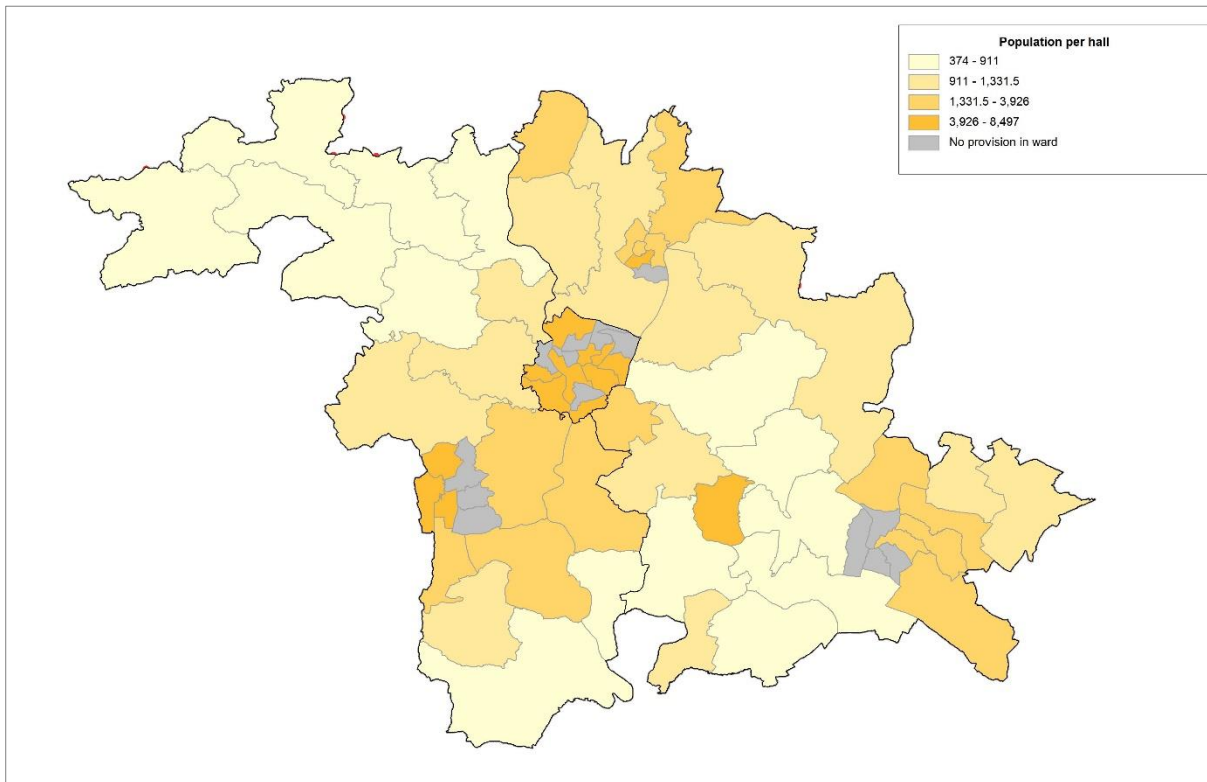 Population per hall
374 - 911
911 - 1,331.5
1,331.5 - 3,926
3,926 - 8,497
No provision in ward